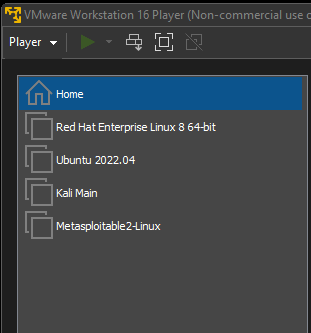 VMware Workstation 16 Player (Non-commercial use o
Player
Home
Red Hat Enterprise Linux 8 64-bit
Ubuntu 2022.04
Kali Main
Metasploitable2-Linux